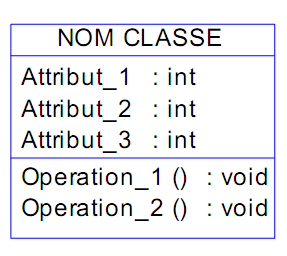 NOM CLASSE
Attribut_1 : int
Attribut_2 : int
Attribut_3 : int
Operation_1 () : void
Operation_2 () : void